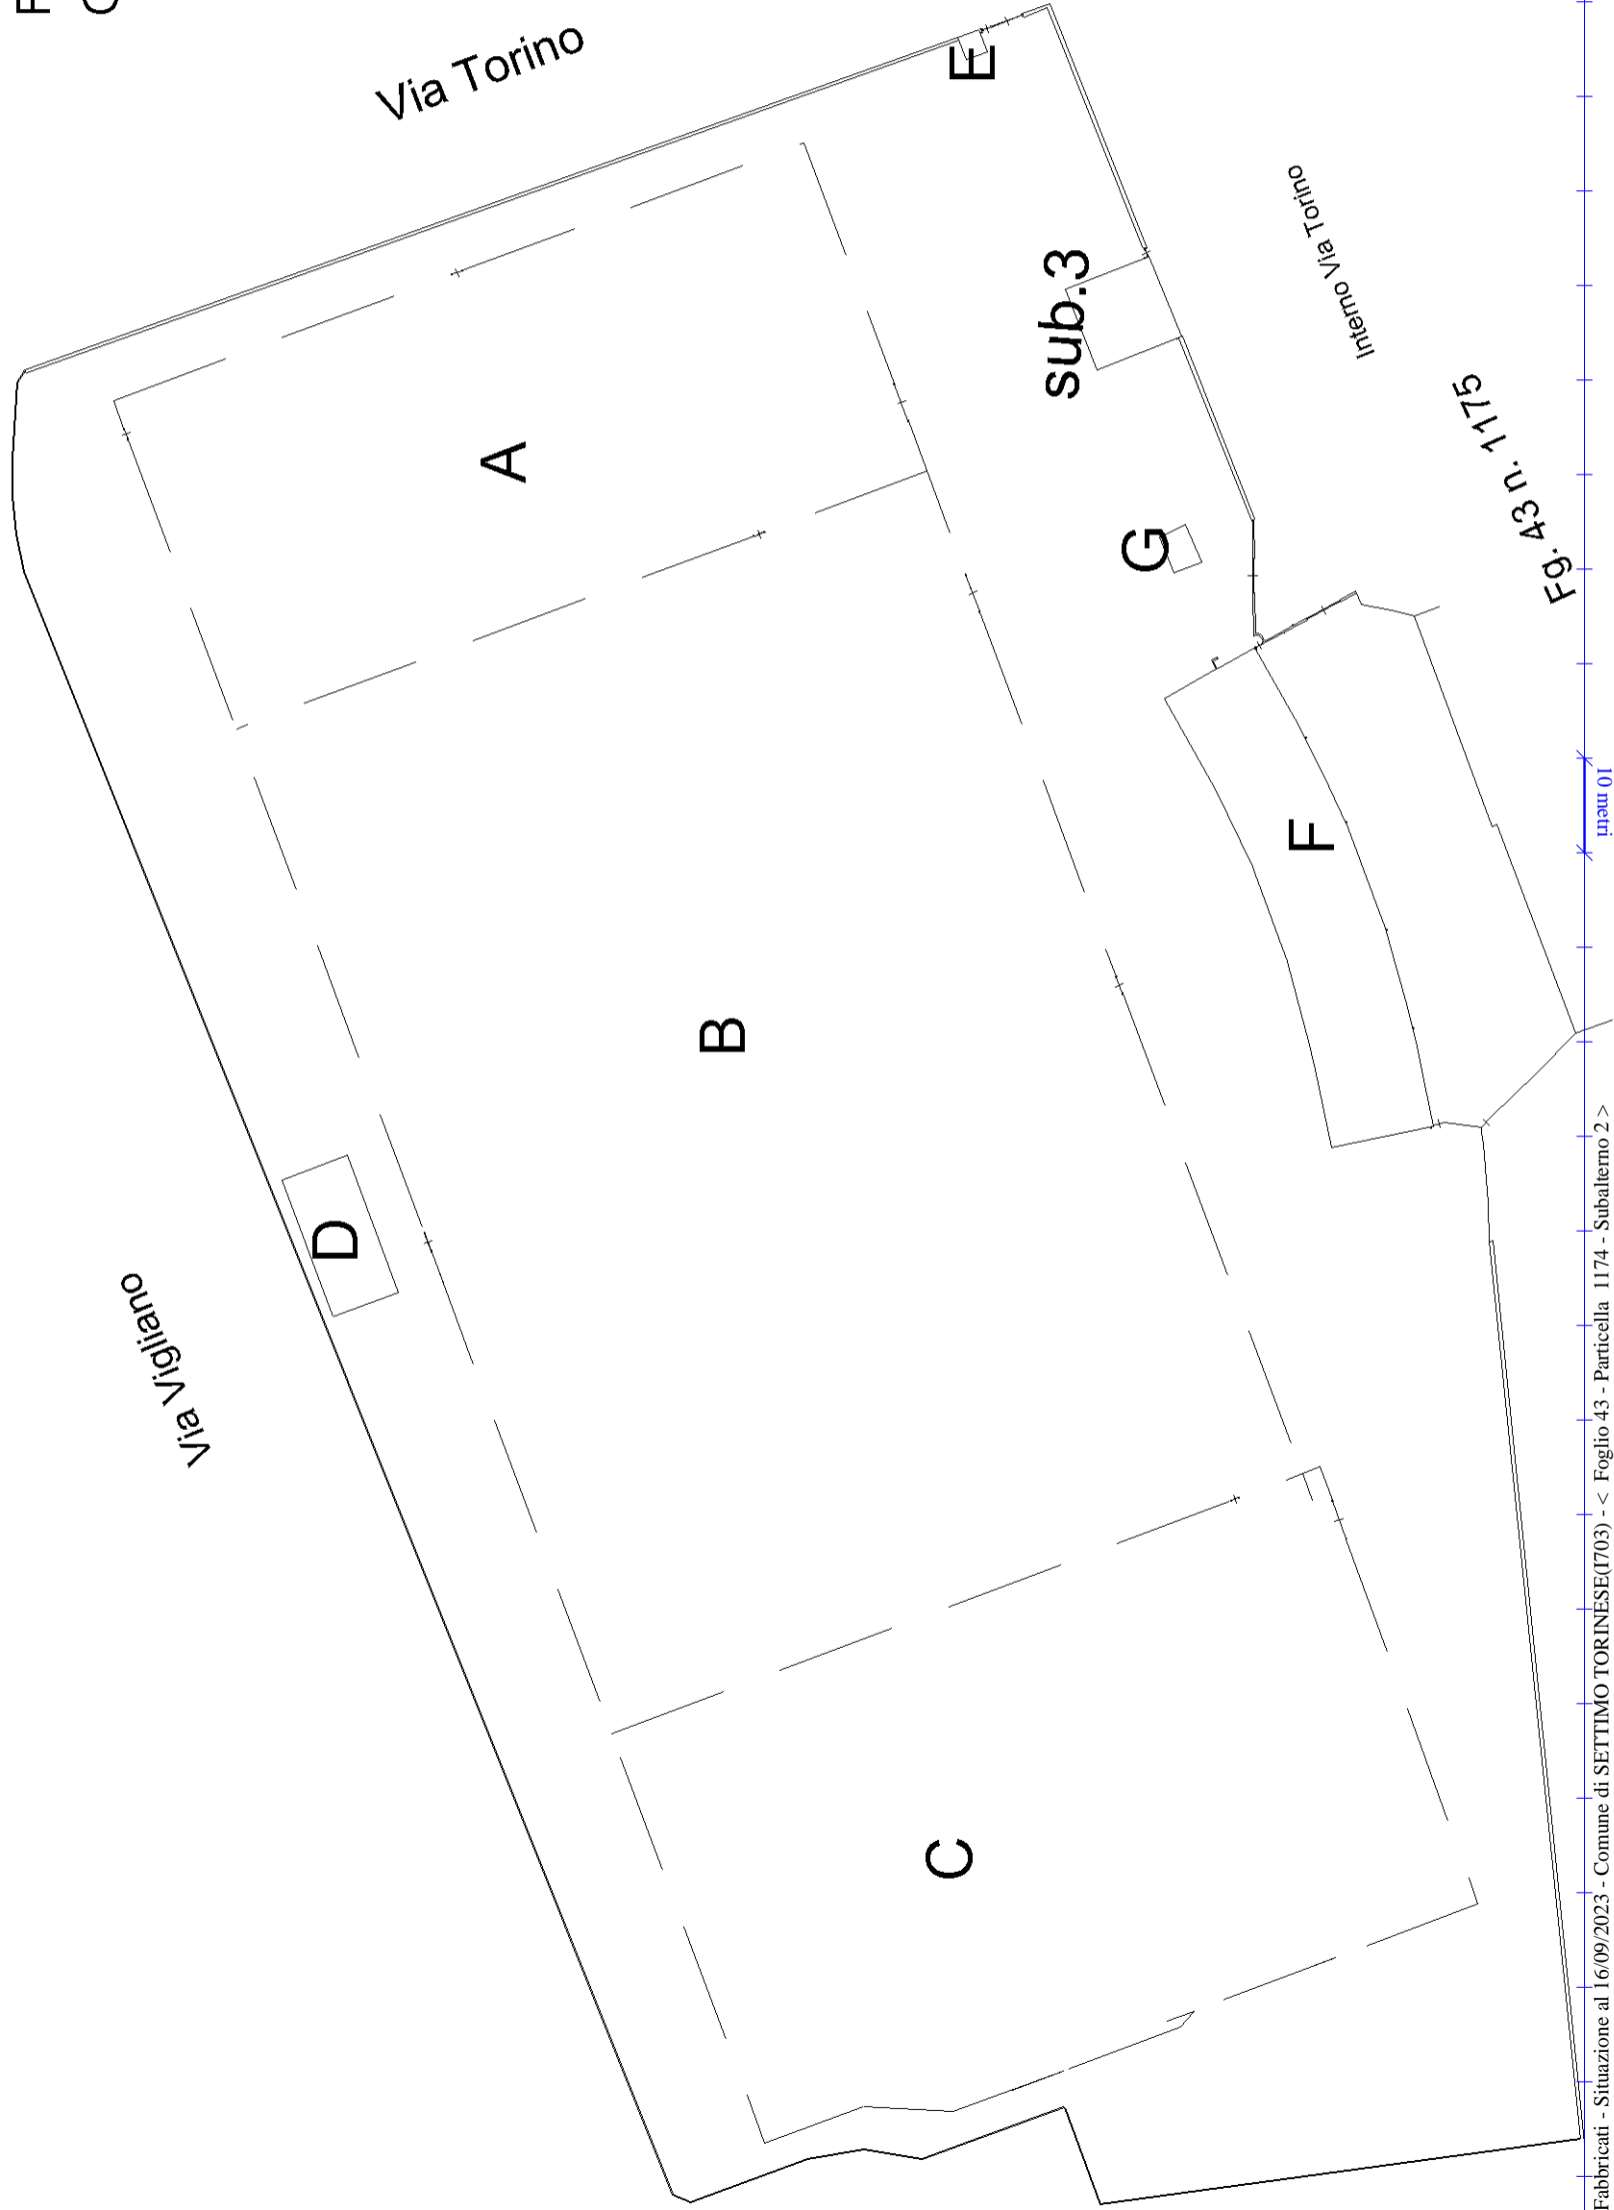 Via Torino
E
sub.3
Interno Via Torino
A
G
Fg. 43 n. 1175
10 metri
F
B
D
Via Vigliano
C
Fabbricati - Situazione al 16/09/2023 - Comune di SETTIMO TORINESE(I703) - < Foglio 43 - Particella 1174 - Subalterno 2 >